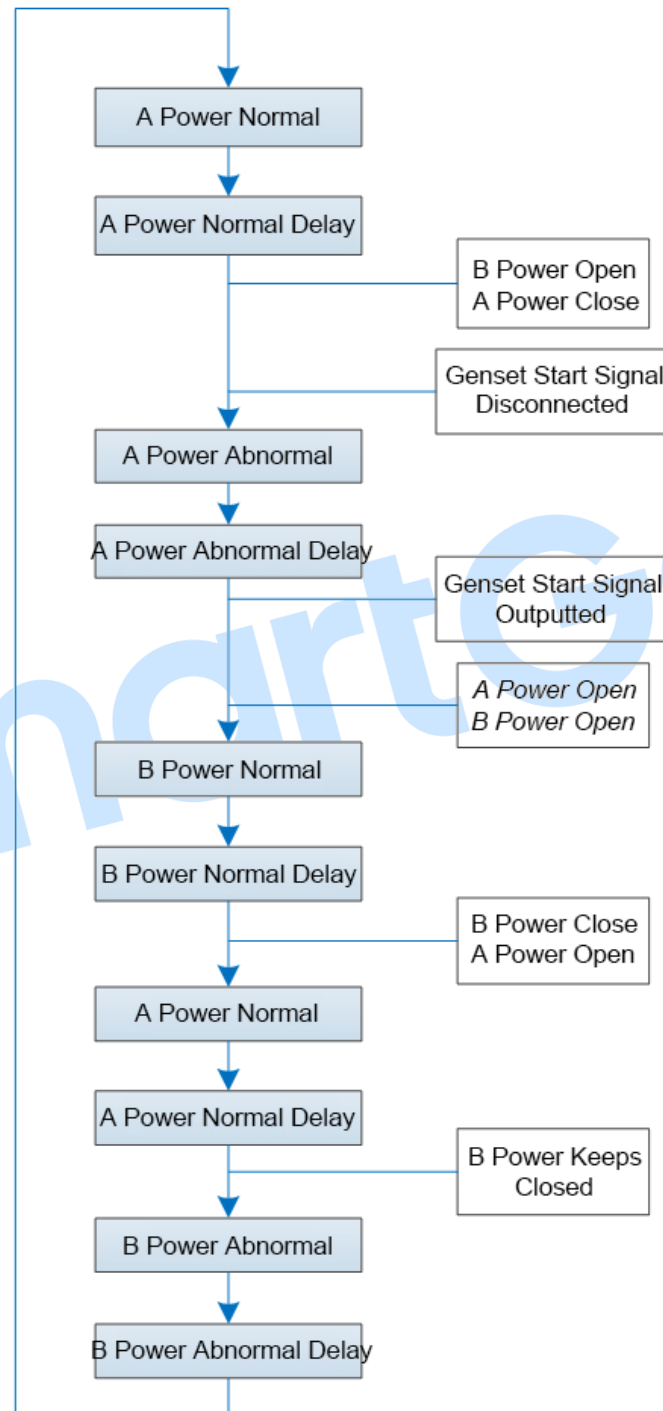 A Power Normal
A Power Normal Delay
B Power Open
A Power Close
Genset Start Signal
Disconnected
A Power Abnormal
A Power Abnormal Delay
Genset Start Signal
Outputted
A Power Open
B Power Open
B Power Normal
B Power Normal Delay
B Power Close
A Power Open
A Power Normal
A Power Normal Delay
B Power Keeps
Closed
B Power Abnormal
B Power Abnormal Delay